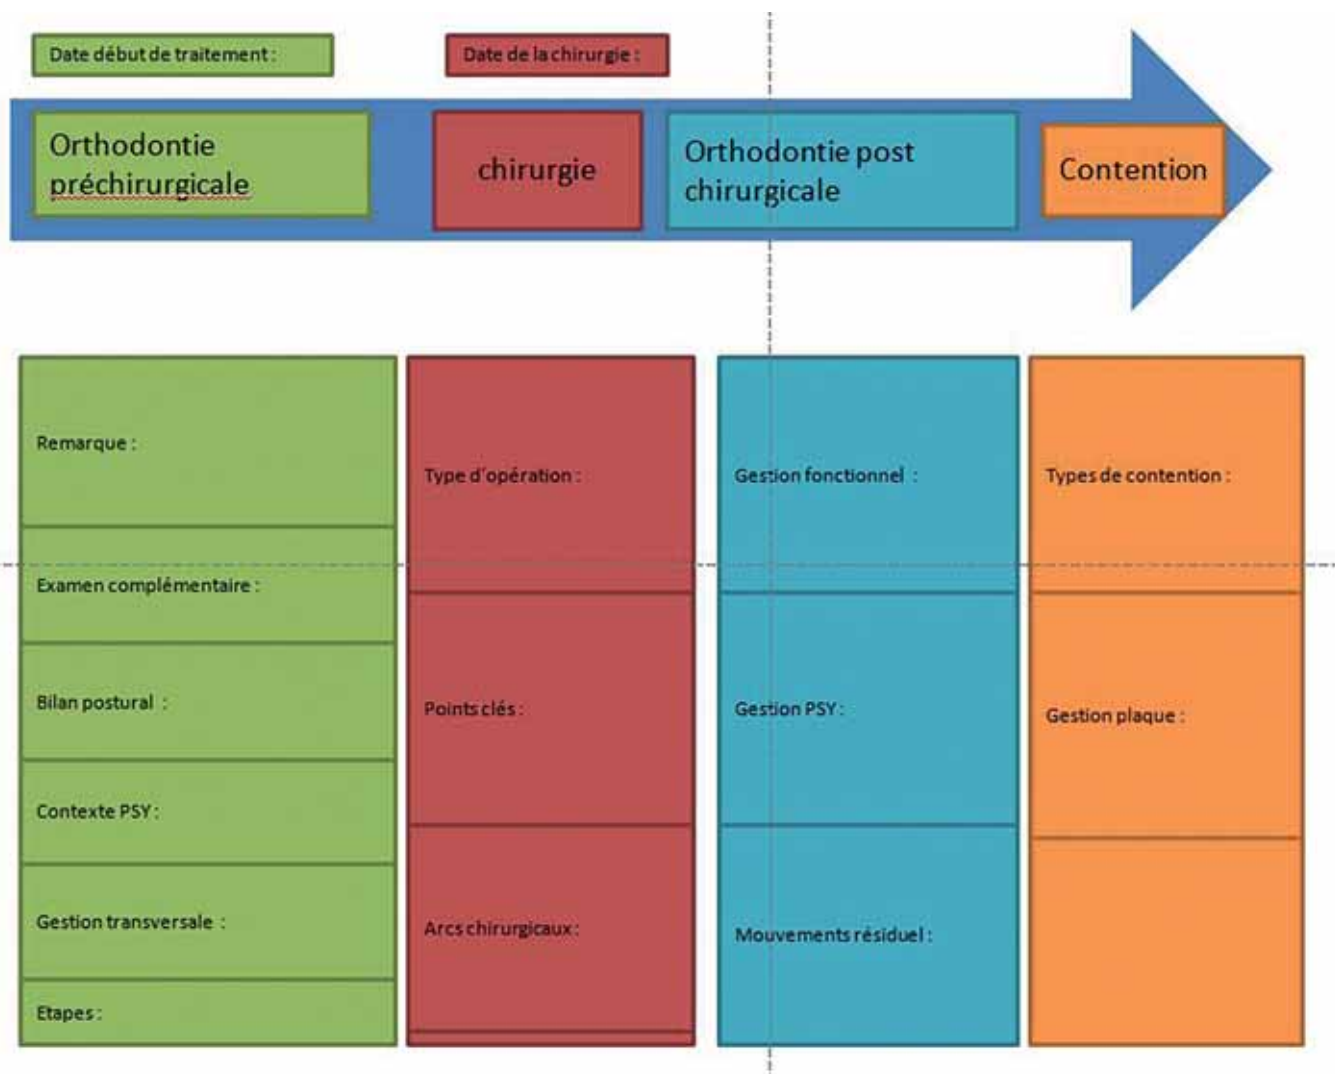 Date début de traitement :
Date de la chirurgie :
Orthodontie
préchirurgicale
chirurgie
Orthodontie post
chirurgicale
Contention
Remarque :
Examen complémentaire :
Bilan postural :
Contexte PSY :
Gestion transversale :
Etapes :
Type d'opération :
Points clés :
Arcs chirurgicaux :
Gestion fonctionnel :
Gestion PSY :
Mouvements résiduel :
Types de contention :
Gestion plaque :